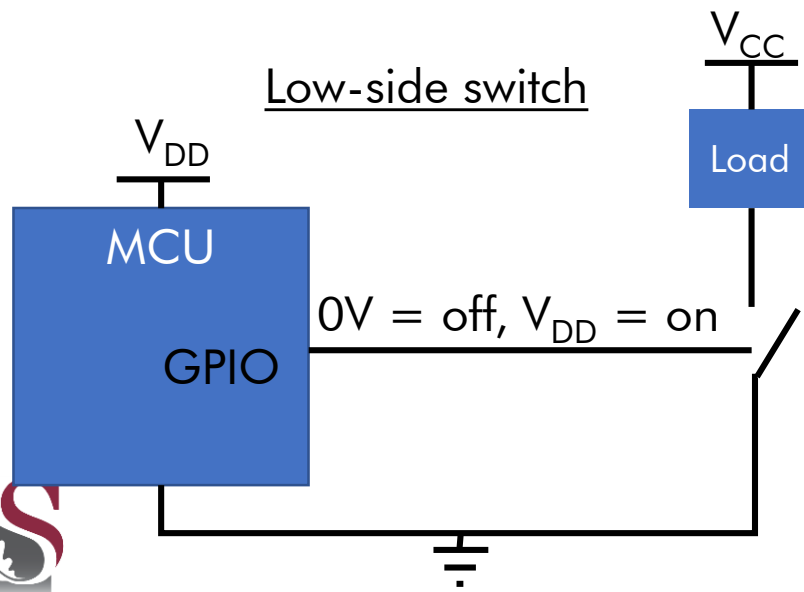 V_CC
Low-side switch
V_DD
Load
MCU
0V = off, V_DD = on
GPIO
S